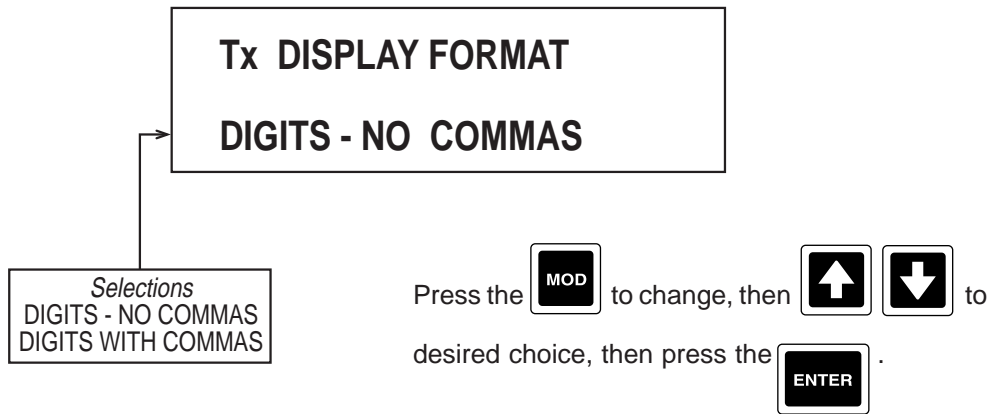 Tx DISPLAY FORMAT
DIGITS - NO COMMAS
Selections
DIGITS - NO COMMAS
DIGITS WITH COMMAS
Press the MOD to change, then to
desired choice, then press the ENTER .